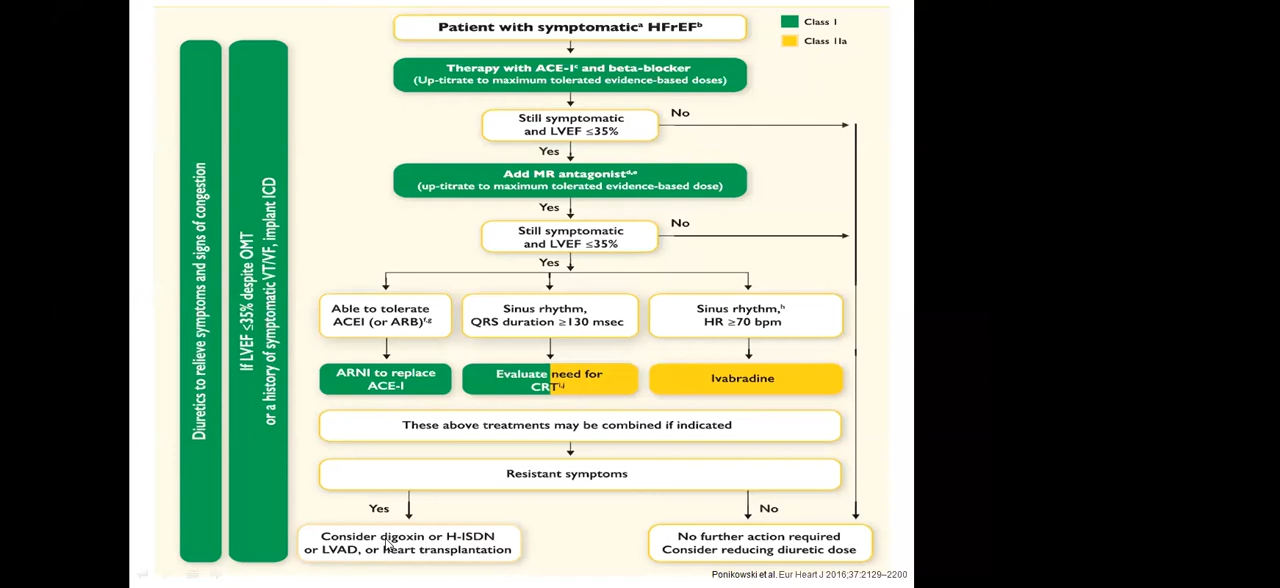 Patient with symptomaticᵃ HFrEFᵇ
Class I
Class IIa
Therapy with ACE-Iᶜ and beta-blocker
(Up-titrate to maximum tolerated evidence-based doses)
Still symptomatic
and LVEF ≤35%
No
Yes
Add MR antagonistᵈ,ᵉ
(up-titrate to maximum tolerated evidence-based dose)
Yes
Still symptomatic
and LVEF ≤35%
No
Yes
Able to tolerate
ACEI (or ARB)ᶠ,ᵍ
Sinus rhythm,
QRS duration ≥130 msec
Sinus rhythm,ʰ
HR ≥70 bpm
ARNI to replace
ACE-I
Evaluate need for
CRTⁱ,ʲ
Ivabradine
These above treatments may be combined if indicated
Resistant symptoms
Yes
No
Consider digoxin or H-ISDN
or LVAD, or heart transplantation
No further action required
Consider reducing diuretic dose
Diuretics to relieve symptoms and signs of congestion
If LVEF ≤35% despite OMT
or a history of symptomatic VT/VF, implant ICD
Ponikowski et al. Eur Heart J 2016;37:2129–2200